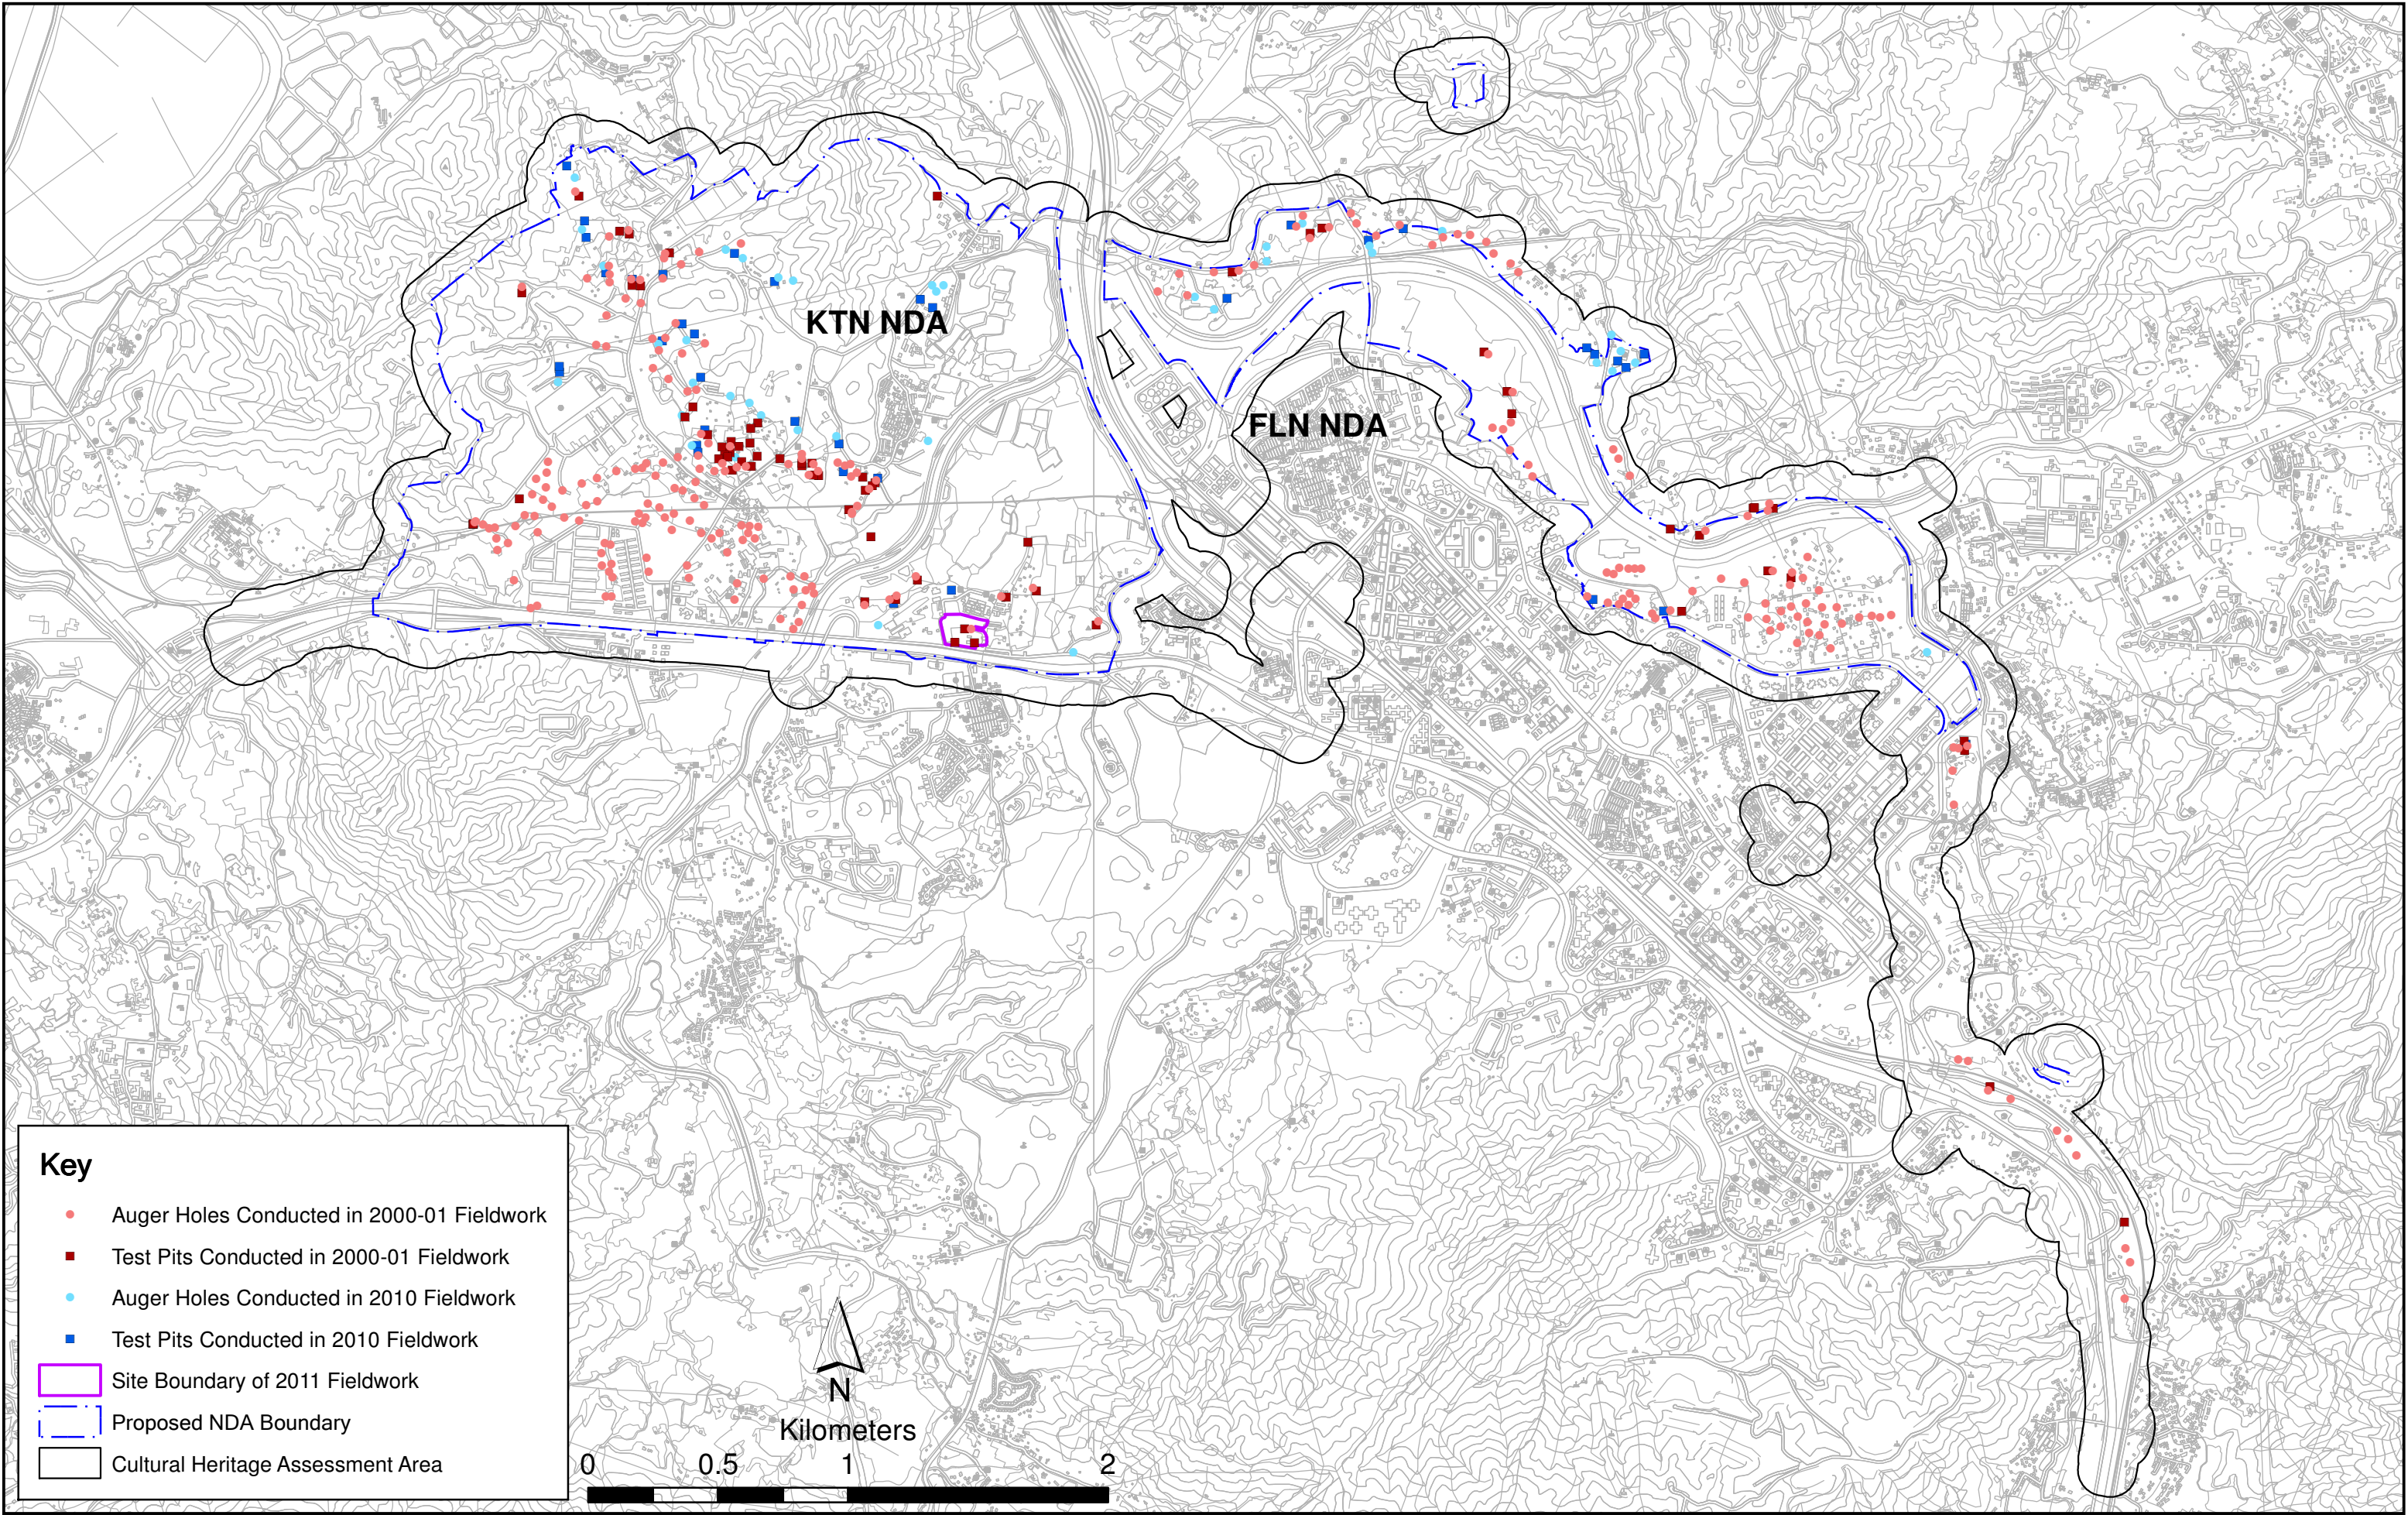 KTN NDA
FLN NDA
Key
Auger Holes Conducted in 2000-01 Fieldwork
Test Pits Conducted in 2000-01 Fieldwork
Auger Holes Conducted in 2010 Fieldwork
Test Pits Conducted in 2010 Fieldwork
Site Boundary of 2011 Fieldwork
Proposed NDA Boundary
Cultural Heritage Assessment Area
N
Kilometers
0 0.5 1 2